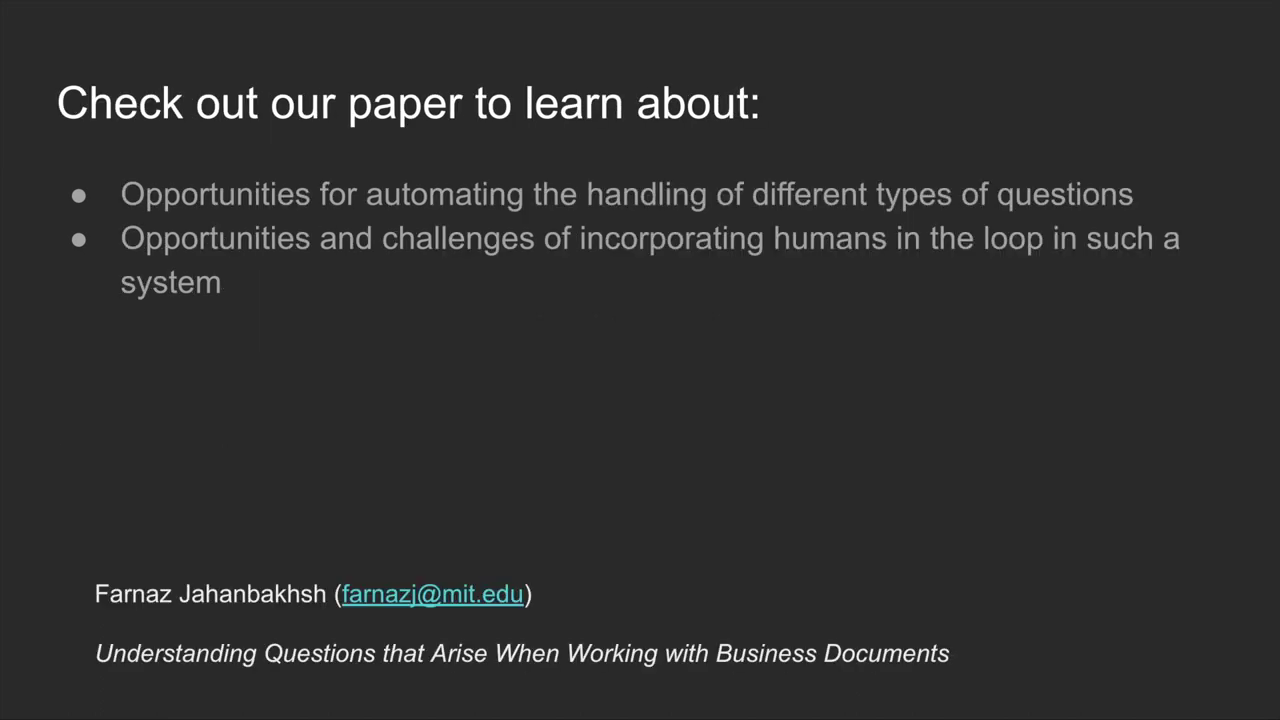 Check out our paper to learn about:
● Opportunities for automating the handling of different types of questions
● Opportunities and challenges of incorporating humans in the loop in such a
system
Farnaz Jahanbakhsh (farnazj@mit.edu)
Understanding Questions that Arise When Working with Business Documents